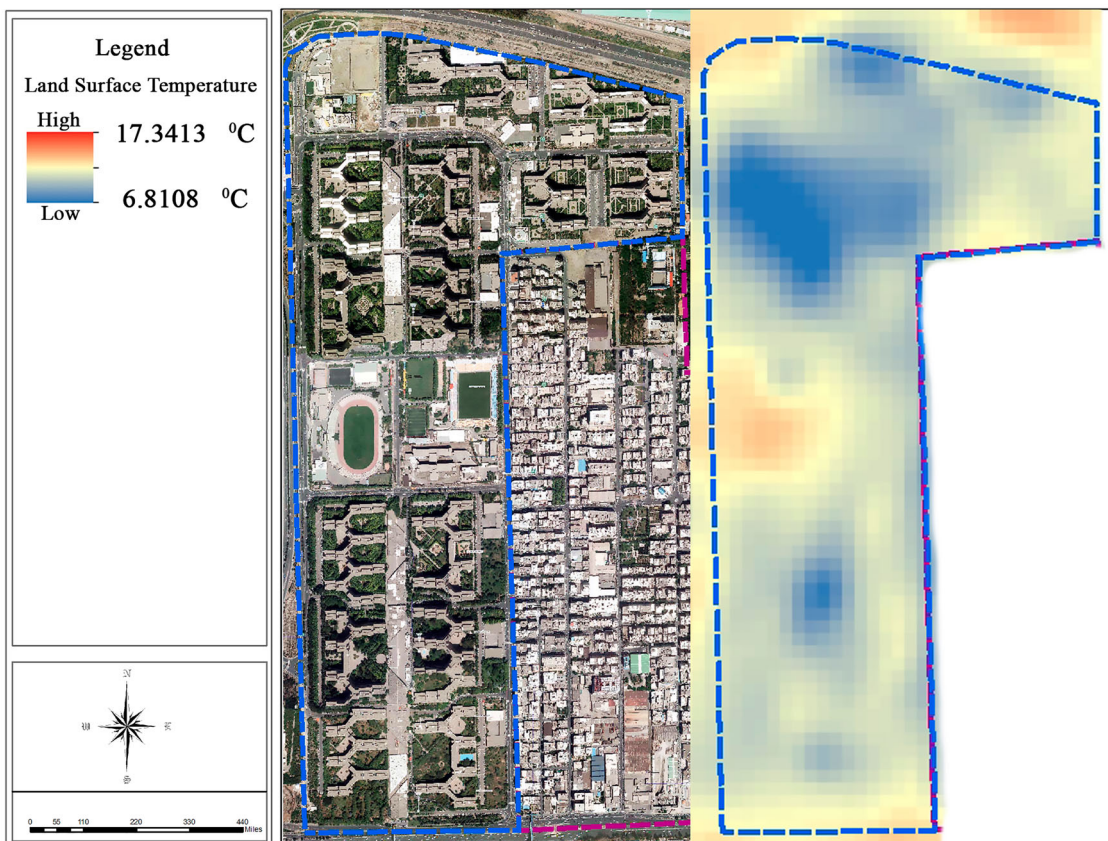 Legend
Land Surface Temperature
High
17.3413 ⁰C
6.8108 ⁰C
Low
N
0 55 110 220 330 440
Miles